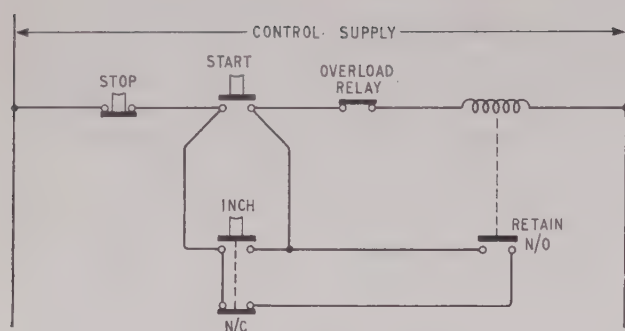 CONTROL SUPPLY
START
STOP
OVERLOAD
RELAY
INCH
RETAIN
N/O
N/C